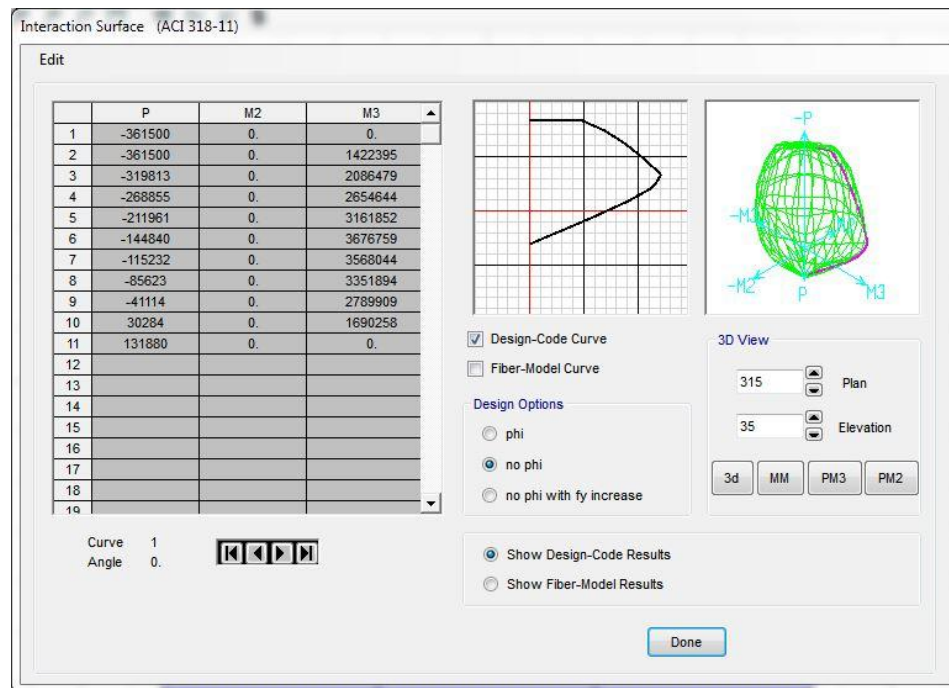 Interaction Surface (ACI 318-11)
Edit
P M2 M3
1 -361500 0. 0.
2 -361500 0. 1422395
3 -319813 0. 2086479
4 -268855 0. 2654644
5 -211961 0. 3161852
6 -144840 0. 3676759
7 -115232 0. 3568044
8 -85623 0. 3351894
9 -41114 0. 2789909
10 30284 0. 1690258
11 131880 0. 0.
12
13
14
15
16
17
18
19
Curve 1
Angle 0.
Design-Code Curve
Fiber-Model Curve
Design Options
phi
no phi
no phi with fy increase
-P
-M2
P
M3
3D View
315 Plan
35 Elevation
3d MM PM3 PM2
Show Design-Code Results
Show Fiber-Model Results
Done